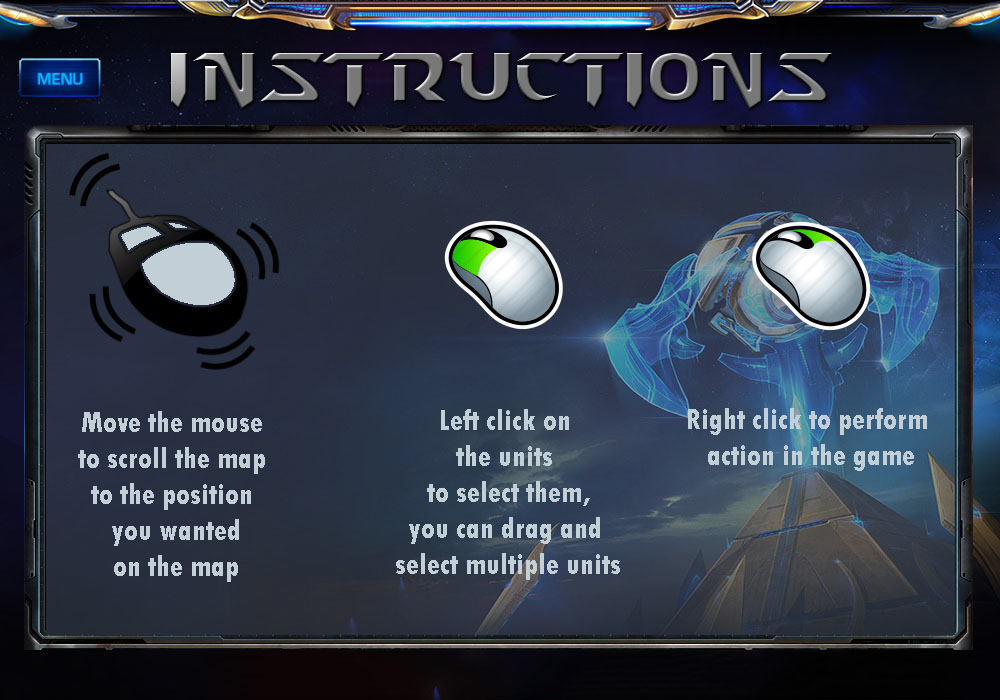 INSTRUCTIONS
MENU
Move the mouse
to scroll the map
to the position
you wanted
on the map
Left click on
the units
to select them,
you can drag and
select multiple units
Right click to perform
action in the game